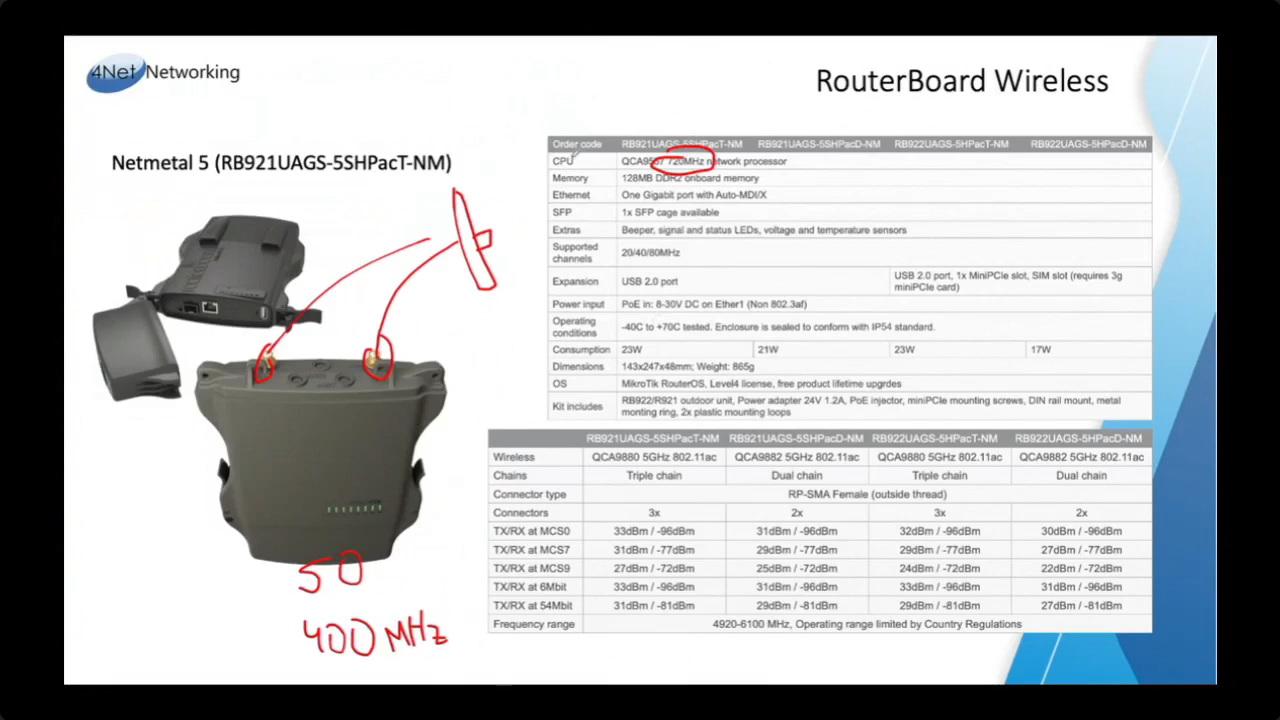 4Net Networking
RouterBoard Wireless
Netmetal 5 (RB921UAGS-5SHPacT-NM)
Order code RB921UAGS-5SHPacT-NM RB921UAGS-5SHPacD-NM RB922UAGS-5HPacT-NM RB922UAGS-5HPacD-NM
CPU 720MHz network processor
Memory 128MB DDR2 onboard memory
Ethernet One Gigabit port with Auto-MDI/X
SFP 1x SFP cage available
Extras Beeper, signal and status LEDs, voltage and temperature sensors
Supported channels 20/40/80MHz
Expansion USB 2.0 port USB 2.0 port, 1x MiniPCIe slot, SIM slot (requires 3g
miniPCIe card)
Power input PoE in: 8-30V DC on Ether1 (Non 802.3af)
Operating conditions -40C to +70C tested. Enclosure is sealed to conform with IP54 standard.
Consumption 23W 21W 23W 17W
Dimensions 143x247x48mm; Weight: 865g
OS MikroTik RouterOS, Level4 license, free product lifetime upgrdes
Kit includes RB922/R921 outdoor unit, Power adapter 24V 1.2A, PoE injector, miniPCIe mounting screws, DIN rail mount, metal
monting ring, 2x plastic mounting loops
RB921UAGS-5SHPacT-NM RB921UAGS-5SHPacD-NM RB922UAGS-5HPacT-NM RB922UAGS-5HPacD-NM
Wireless QCA9880 5GHz 802.11ac QCA9882 5GHz 802.11ac QCA9880 5GHz 802.11ac QCA9882 5GHz 802.11ac
Chains Triple chain Dual chain Triple chain Dual chain
Connector type RP-SMA Female (outside thread)
Connectors 3x 2x 3x 2x
TX/RX at MCS0 33dBm / -96dBm 31dBm / -96dBm 32dBm / -96dBm 30dBm / -96dBm
TX/RX at MCS7 31dBm / -77dBm 29dBm / -77dBm 29dBm / -77dBm 27dBm / -77dBm
TX/RX at MCS9 27dBm / -72dBm 25dBm / -72dBm 24dBm / -72dBm 22dBm / -72dBm
TX/RX at 6Mbit 33dBm / -96dBm 31dBm / -96dBm 33dBm / -96dBm 31dBm / -96dBm
TX/RX at 54Mbit 31dBm / -81dBm 29dBm / -81dBm 29dBm / -81dBm 27dBm / -81dBm
Frequency range 4920-6100 MHz, Operating range limited by Country Regulations
50
400 MHz